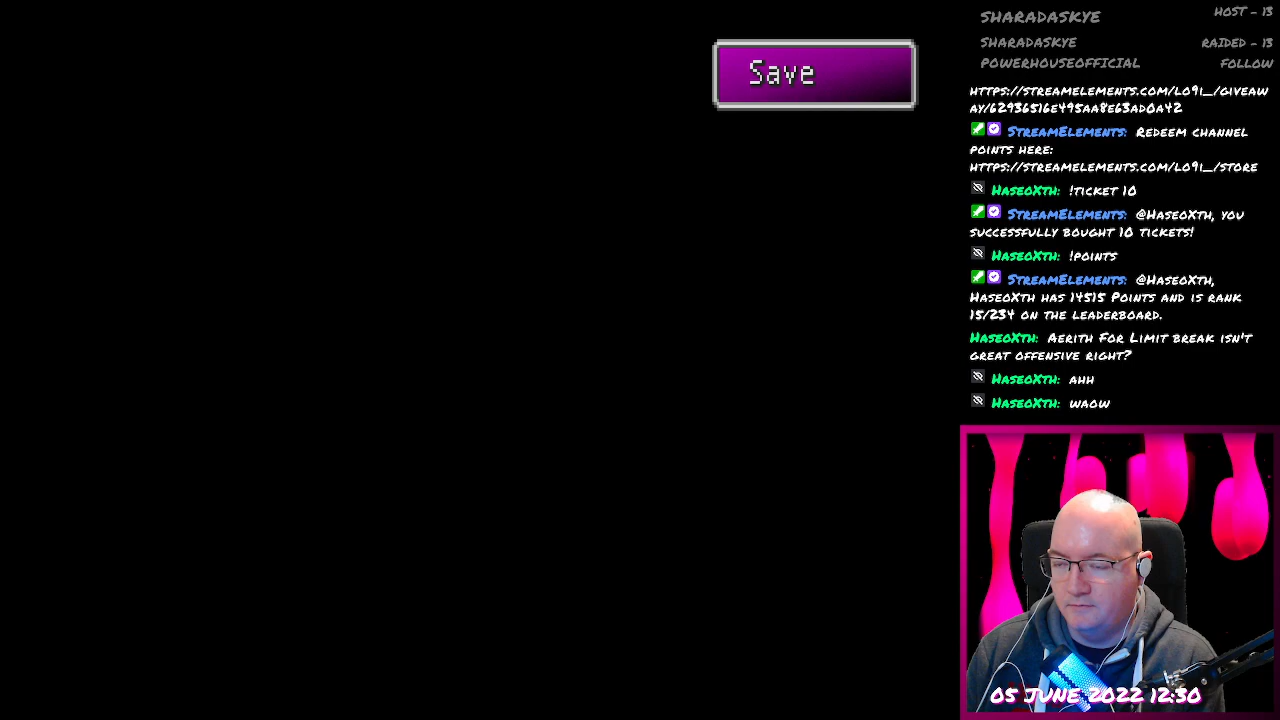 SHARADASKYE HOST - 13
SHARADASKYE RAIDED - 13
POWERHOUSEOFFICIAL FOLLOW
Save
HTTPS://STREAMELEMENTS.COM/LO9I_/GIVEAW
AY/62936516E495AA8E63AD0A42
STREAMELEMENTS: REDEEM CHANNEL
POINTS HERE:
HTTPS://STREAMELEMENTS.COM/LO9I_/STORE
HASEOXTH: !TICKET 10
STREAMELEMENTS: @HASEOXTH, YOU
SUCCESSFULLY BOUGHT 10 TICKETS!
HASEOXTH: !POINTS
STREAMELEMENTS: @HASEOXTH,
HASEOXTH HAS 14515 POINTS AND IS RANK
15/234 ON THE LEADERBOARD.
HASEOXTH: AERITH FOR LIMIT BREAK ISN'T
GREAT OFFENSIVE RIGHT?
HASEOXTH: AHH
HASEOXTH: WAOW
05 JUNE 2022 12:30